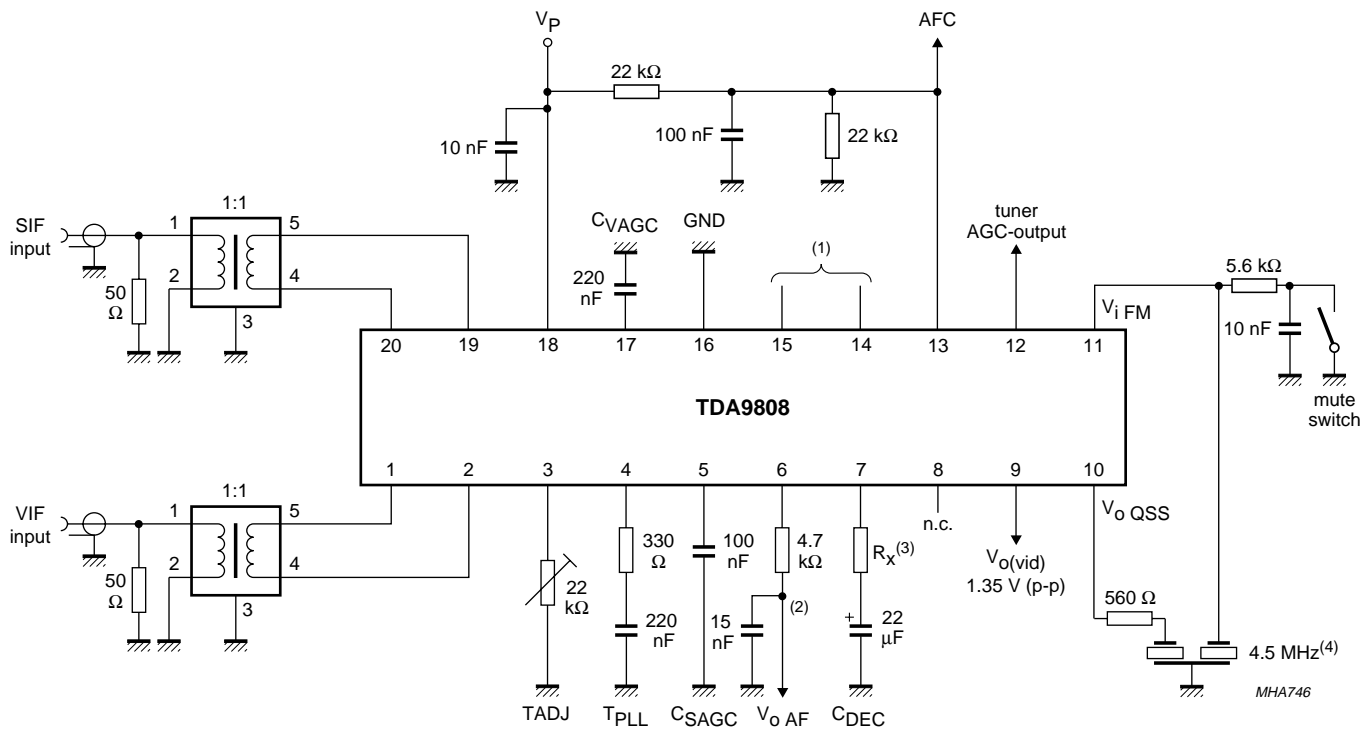 VP
AFC
22 kΩ
10 nF
100 nF
22 kΩ
SIF
input
1:1
1
5
2
4
3
50
Ω
CVAGC
GND
220
nF
(1)
tuner
AGC-output
Vi FM
5.6 kΩ
10 nF
mute
switch
20
19
18
17
16
15
14
13
12
11
TDA9808
1
2
3
4
5
6
7
8
9
10
VIF
input
1:1
1
5
2
4
3
50
Ω
22
kΩ
330
Ω
220
nF
100
nF
4.7
kΩ
15
nF
(2)
Rx(3)
+
22
μF
n.c.
Vo(vid)
1.35 V (p-p)
Vo QSS
560 Ω
4.5 MHz(4)
TADJ
TPLL
CSAGC
Vo AF
CDEC
MHA746